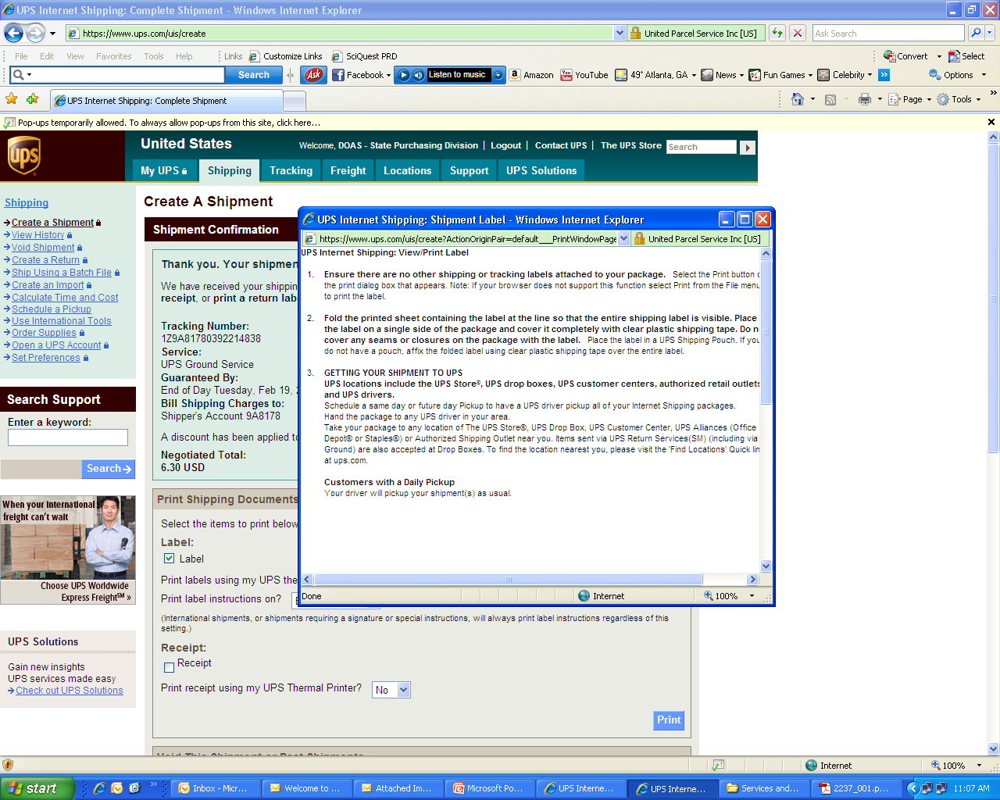 UPS Internet Shipping: Complete Shipment - Windows Internet Explorer
https://www.ups.com/uis/create
United Parcel Service Inc [US]
Ask Search
File Edit View Favorites Tools Help Links Customize Links SciQuest PRD Convert Select
Search Ask Facebook Listen to music Amazon YouTube 49° Atlanta, GA News Fun Games Celebrity Options
UPS Internet Shipping: Complete Shipment
Page Tools
Pop-ups temporarily allowed. To always allow pop-ups from this site, click here...
ups
United States
Welcome, DOAS - State Purchasing Division | Logout | Contact UPS | The UPS Store
Search
My UPS Shipping Tracking Freight Locations Support UPS Solutions
Shipping
Create a Shipment
View History
Void Shipment
Create a Return
Ship Using a Batch File
Create an Import
Calculate Time and Cost
Schedule a Pickup
Use International Tools
Order Supplies
Open a UPS Account
Set Preferences
Search Support
Enter a keyword:
Search
When your international
freight can't wait
Choose UPS Worldwide
Express Freight℠ »
UPS Solutions
Gain new insights
UPS services made easy
Check out UPS Solutions
Create A Shipment
Shipment Confirmation
Thank you. Your shipmen
We have received your shippin
receipt, or print a return lab
Tracking Number:
1Z9A81780392214838
Service:
UPS Ground Service
Guaranteed By:
End of Day Tuesday, Feb 19, 2
Bill Shipping Charges to:
Shipper's Account 9A8178
A discount has been applied to
Negotiated Total:
6.30 USD
Print Shipping Documents
Select the items to print below
Label:
Label
Print labels using my UPS the
Print label instructions on?
(International shipments, or shipments requiring a signature or special instructions, will always print label instructions regardless of this
setting.)
Receipt:
Receipt
Print receipt using my UPS Thermal Printer? No
Print
Void This Shipment or Past Shipments
UPS Internet Shipping: Shipment Label - Windows Internet Explorer
https://www.ups.com/uis/create?ActionOriginPair=default___PrintWindowPage
United Parcel Service Inc [US]
UPS Internet Shipping: View/Print Label
1. Ensure there are no other shipping or tracking labels attached to your package. Select the Print button o
the print dialog box that appears. Note: If your browser does not support this function select Print from the File menu
to print the label.
2. Fold the printed sheet containing the label at the line so that the entire shipping label is visible. Place
the label on a single side of the package and cover it completely with clear plastic shipping tape. Do no
cover any seams or closures on the package with the label. Place the label in a UPS Shipping Pouch. If you
do not have a pouch, affix the folded label using clear plastic shipping tape over the entire label.
3. GETTING YOUR SHIPMENT TO UPS
UPS locations include the UPS Store®, UPS drop boxes, UPS customer centers, authorized retail outlets
and UPS drivers.
Schedule a same day or future day Pickup to have a UPS driver pickup all of your Internet Shipping packages.
Hand the package to any UPS driver in your area.
Take your package to any location of The UPS Store®, UPS Drop Box, UPS Customer Center, UPS Alliances (Office
Depot® or Staples®) or Authorized Shipping Outlet near you. Items sent via UPS Return Services(SM) (including via
Ground) are also accepted at Drop Boxes. To find the location nearest you, please visit the 'Find Locations' Quick lin
at ups.com.
Customers with a Daily Pickup
Your driver will pickup your shipment(s) as usual.
Done Internet 100%
Internet 100%
start Inbox - Micr... Welcome to ... Attached Im... Microsoft Po... UPS Interne... UPS Interne... Services and... 2237_001.p... 11:07 AM